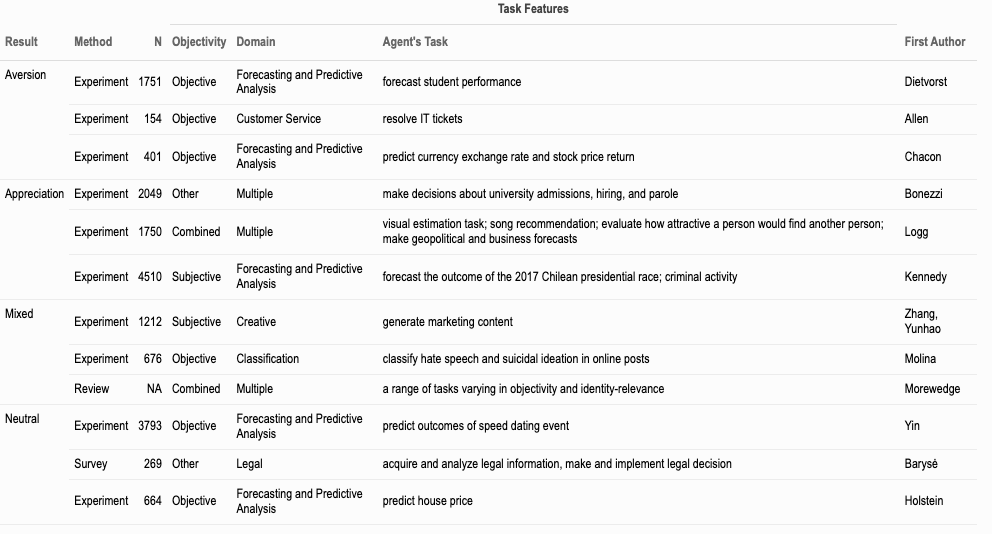 Task Features
Result Method N Objectivity Domain Agent's Task First Author
Aversion Experiment 1751 Objective Forecasting and Predictive Analysis forecast student performance Dietvorst
Experiment 154 Objective Customer Service resolve IT tickets Allen
Experiment 401 Objective Forecasting and Predictive Analysis predict currency exchange rate and stock price return Chacon
Appreciation Experiment 2049 Other Multiple make decisions about university admissions, hiring, and parole Bonezzi
Experiment 1750 Combined Multiple visual estimation task; song recommendation; evaluate how attractive a person would find another person; make geopolitical and business forecasts Logg
Experiment 4510 Subjective Forecasting and Predictive Analysis forecast the outcome of the 2017 Chilean presidential race; criminal activity Kennedy
Mixed Experiment 1212 Subjective Creative generate marketing content Zhang, Yunhao
Experiment 676 Objective Classification classify hate speech and suicidal ideation in online posts Molina
Review NA Combined Multiple a range of tasks varying in objectivity and identity-relevance Morewedge
Neutral Experiment 3793 Objective Forecasting and Predictive Analysis predict outcomes of speed dating event Yin
Survey 269 Other Legal acquire and analyze legal information, make and implement legal decision Barysė
Experiment 664 Objective Forecasting and Predictive Analysis predict house price Holstein